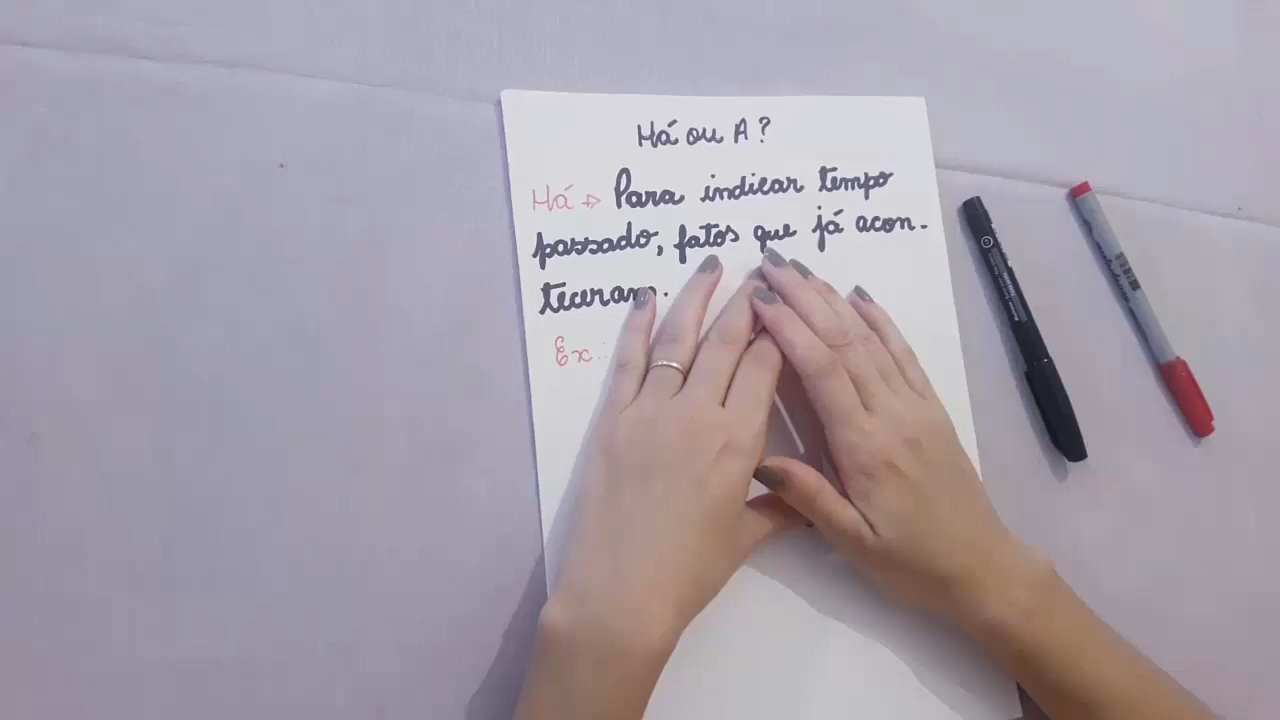 Há ou A?
Há → Para indicar tempo
passado, fatos que já acon-
teceram.
Ex.: